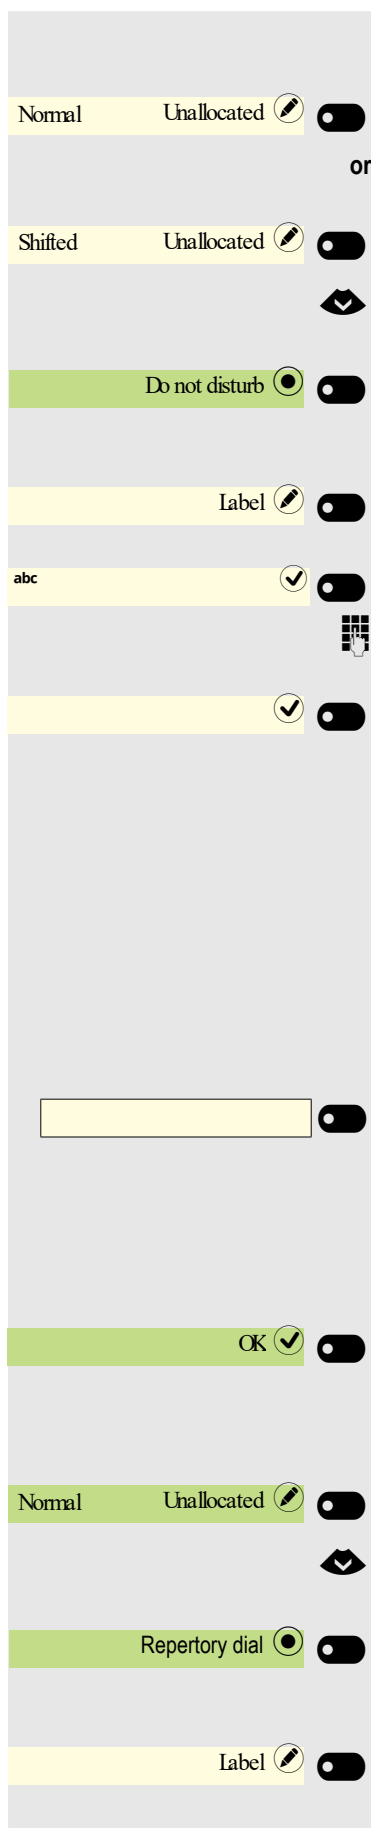 Normal Unallocated
or
Shifted Unallocated
Do not disturb
Label
abc
OK
Normal Unallocated
Repertory dial
Label